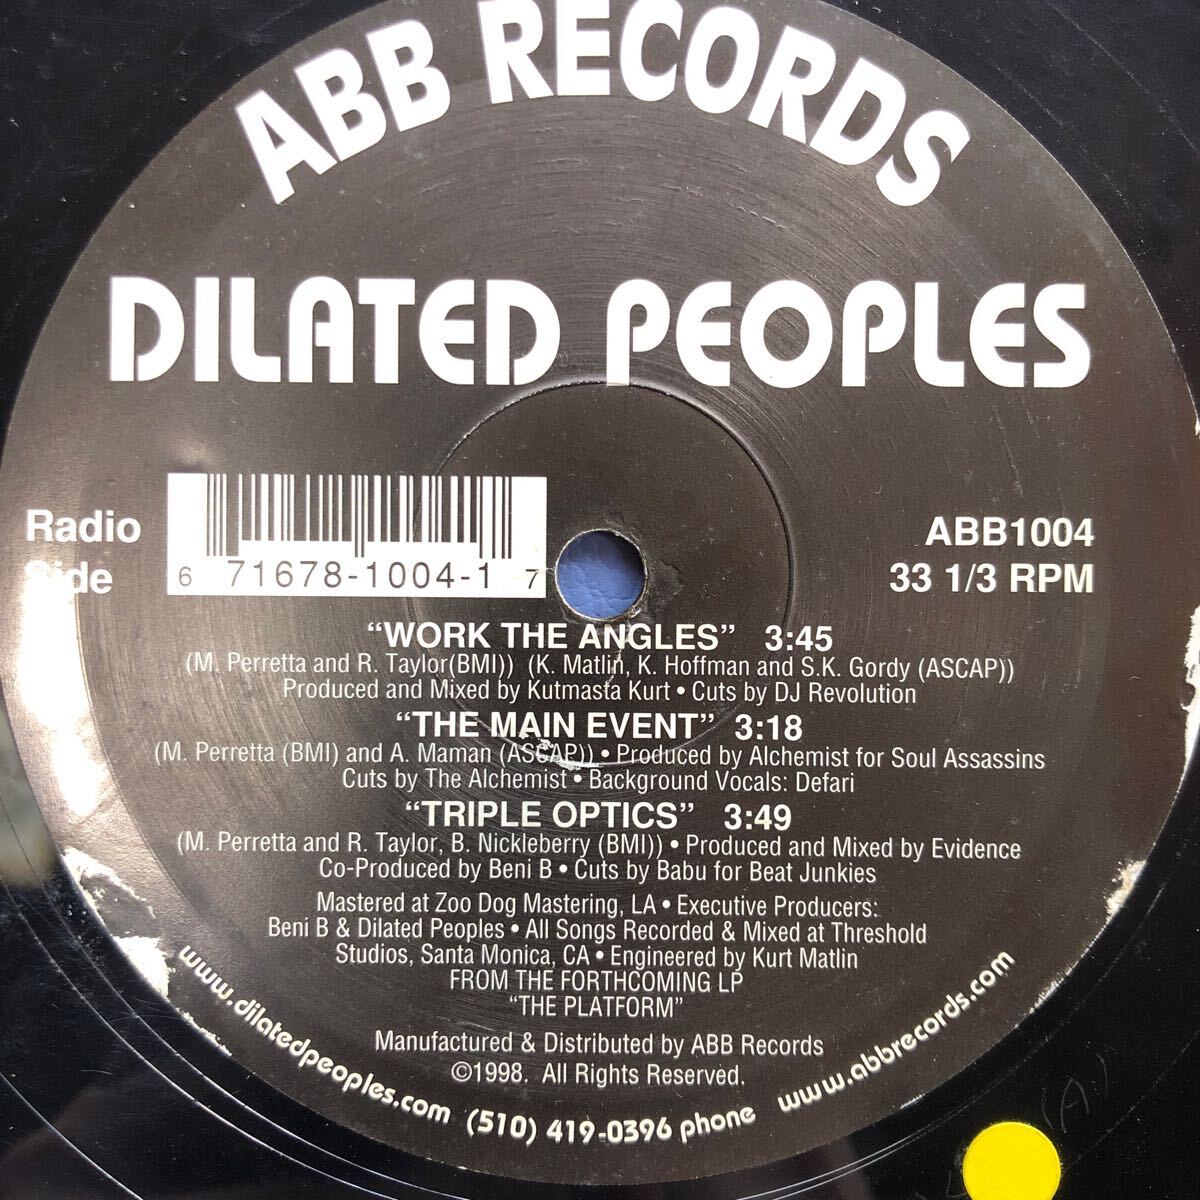 ABB RECORDS
DILATED PEOPLES
Radio
Side
6 71678-1004-1 7
ABB1004
33 1/3 RPM
“WORK THE ANGLES” 3:45
(M. Perretta and R. Taylor(BMI)) (K. Matlin, K. Hoffman and S.K. Gordy (ASCAP))
Produced and Mixed by Kutmasta Kurt • Cuts by DJ Revolution
“THE MAIN EVENT” 3:18
(M. Perretta (BMI) and A. Maman (ASCAP)) • Produced by Alchemist for Soul Assassins
Cuts by The Alchemist • Background Vocals: Defari
“TRIPLE OPTICS” 3:49
(M. Perretta and R. Taylor, B. Nickleberry (BMI)) • Produced and Mixed by Evidence
Co-Produced by Beni B • Cuts by Babu for Beat Junkies
Mastered at Zoo Dog Mastering, LA • Executive Producers:
Beni B & Dilated Peoples • All Songs Recorded & Mixed at Threshold
Studios, Santa Monica, CA • Engineered by Kurt Matlin
FROM THE FORTHCOMING LP
“THE PLATFORM”
Manufactured & Distributed by ABB Records
©1998. All Rights Reserved.
www.dilatedpeoples.com (510) 419-0396 phone www.abbrecords.com
(A)